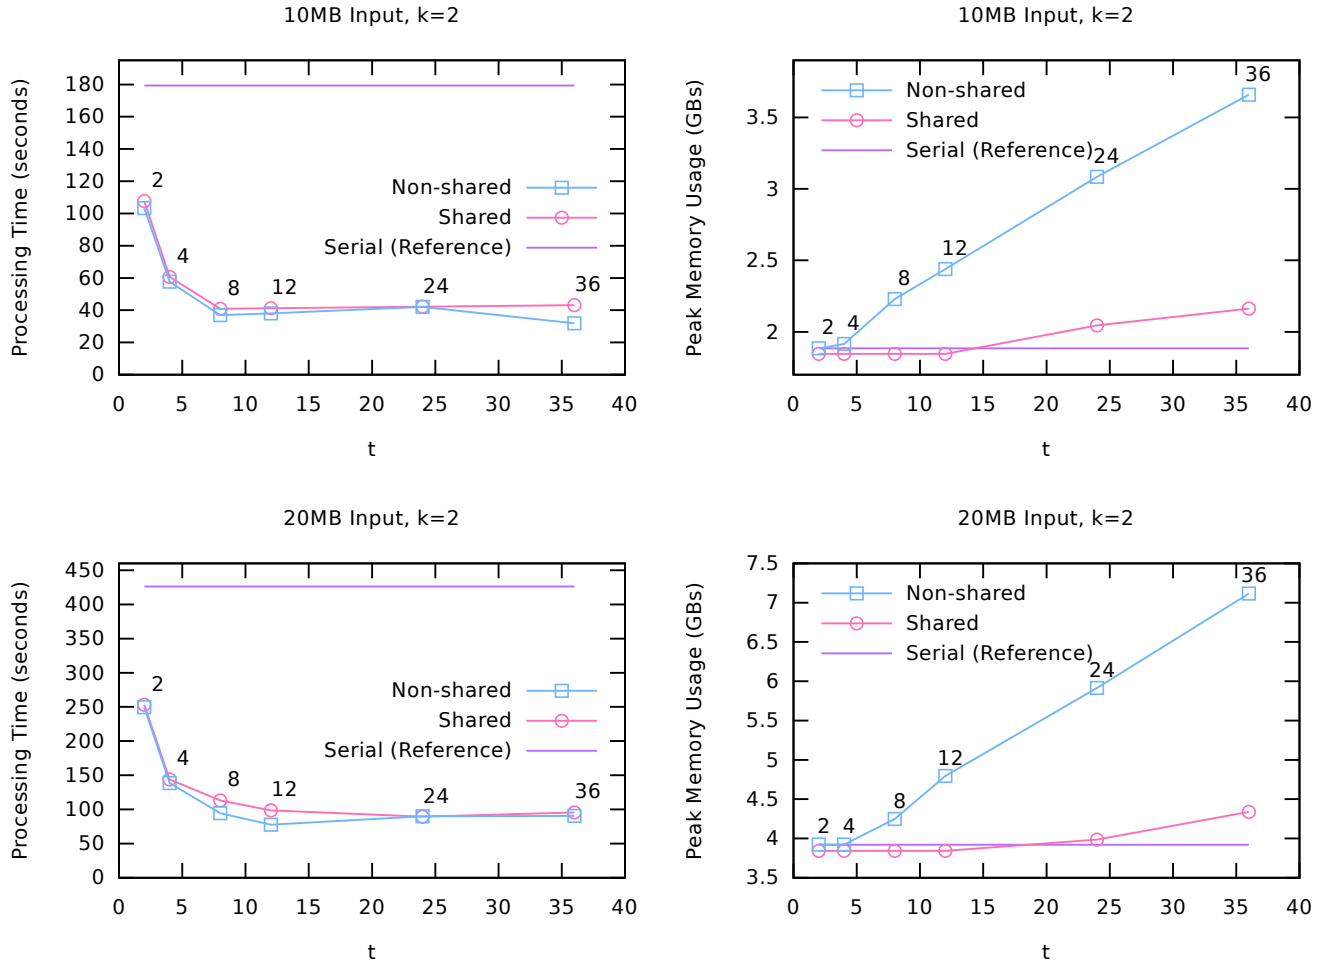 10MB Input, k=2
Processing Time (seconds)
180
160
140
120
100
80
60
40
20
0
0 5 10 15 20 25 30 35 40
t
2
4
8
12
24
36
Non-shared
Shared
Serial (Reference)
10MB Input, k=2
Peak Memory Usage (GBs)
3.5
3
2.5
2
0 5 10 15 20 25 30 35 40
t
Non-shared
Shared
Serial (Reference)
2
4
8
12
24
36
20MB Input, k=2
Processing Time (seconds)
450
400
350
300
250
200
150
100
50
0
0 5 10 15 20 25 30 35 40
t
2
4
8
12
24
36
Non-shared
Shared
Serial (Reference)
20MB Input, k=2
Peak Memory Usage (GBs)
7.5
7
6.5
6
5.5
5
4.5
4
3.5
0 5 10 15 20 25 30 35 40
t
Non-shared
Shared
Serial (Reference)
2
4
8
12
24
36